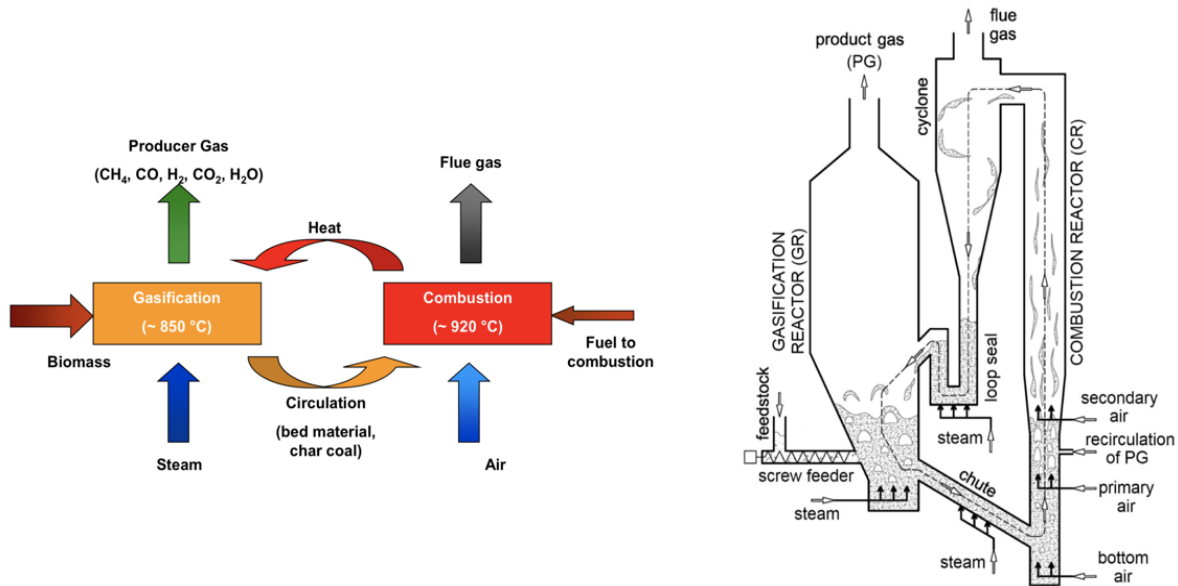 Producer Gas
(CH₄, CO, H₂, CO₂, H₂O)
Flue gas
Heat
Gasification
(~ 850 °C)
Combustion
(~ 920 °C)
Biomass
Fuel to
combustion
Circulation
(bed material,
char coal)
Steam
Air
flue
gas
product gas
(PG)
cyclone
GASIFICATION
REACTOR (GR)
COMBUSTION REACTOR (CR)
loop seal
feedstock
steam
secondary
air
recirculation
of PG
screw feeder
chute
primary
air
steam
steam
bottom
air